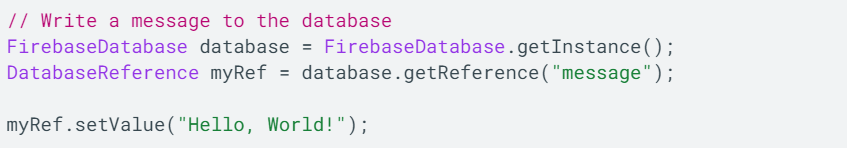 // Write a message to the database
FirebaseDatabase database = FirebaseDatabase.getInstance();
DatabaseReference myRef = database.getReference("message");
myRef.setValue("Hello, World!");